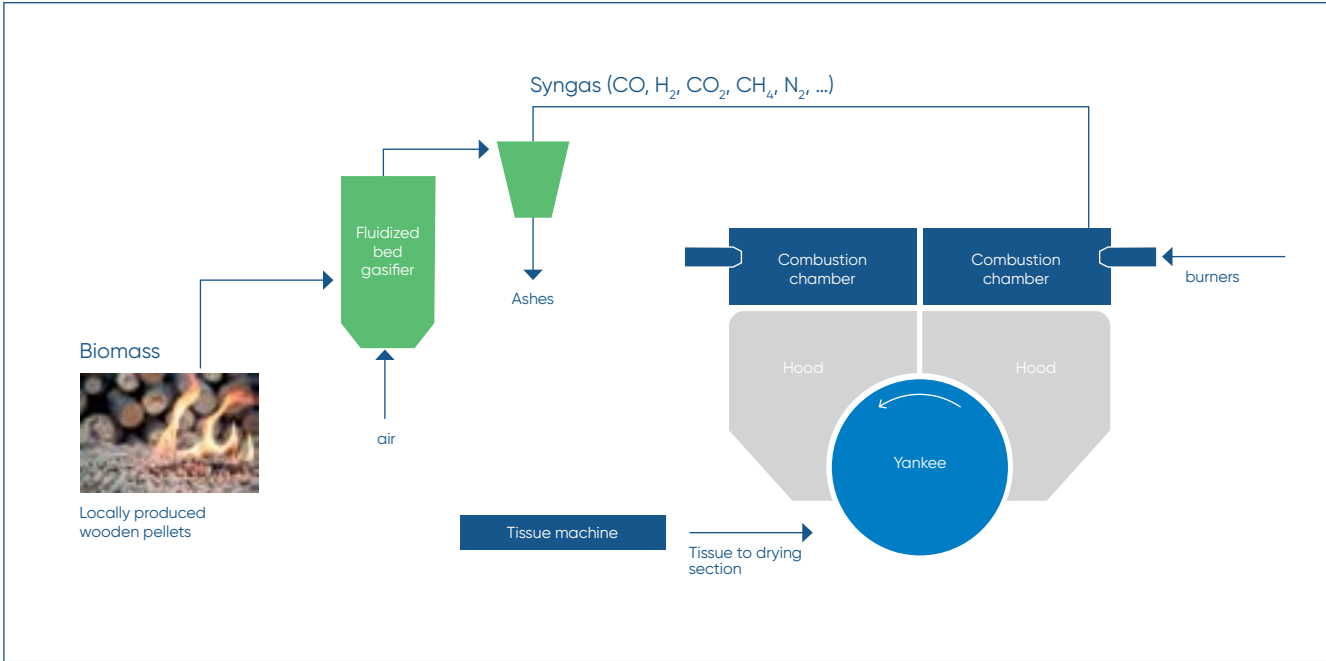 Syngas (CO, H₂, CO₂, CH₄, N₂, ...)
Fluidized
bed
gasifier
Combustion
chamber
Combustion
chamber
burners
Ashes
Biomass
Hood
Hood
air
Yankee
Locally produced
wooden pellets
Tissue machine
Tissue to drying
section